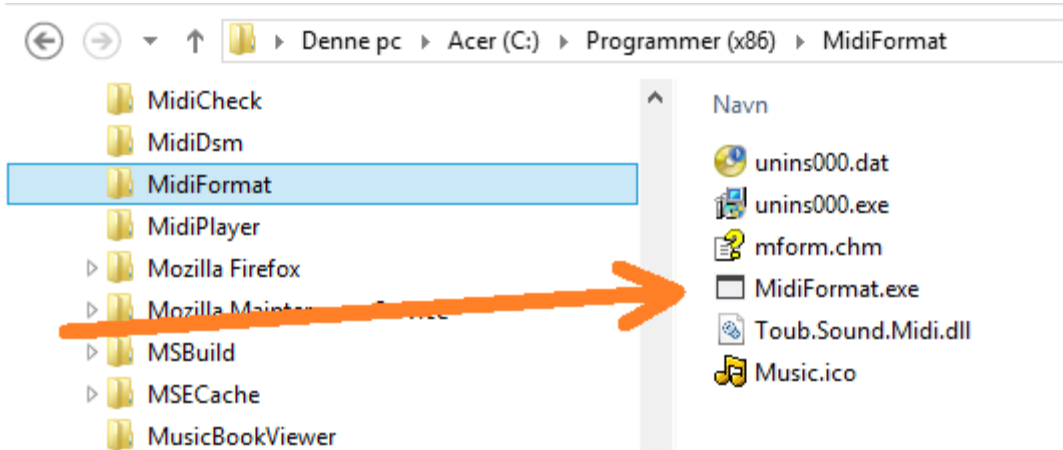 Denne pc Acer (C:) Programmer (x86) MidiFormat
MidiCheck
MidiDsm
MidiFormat
MidiPlayer
Mozilla Firefox
Mozilla
MSBuild
MSECache
MusicBookViewer
Navn
unins000.dat
unins000.exe
mform.chm
MidiFormat.exe
Toub.Sound.Midi.dll
Music.ico